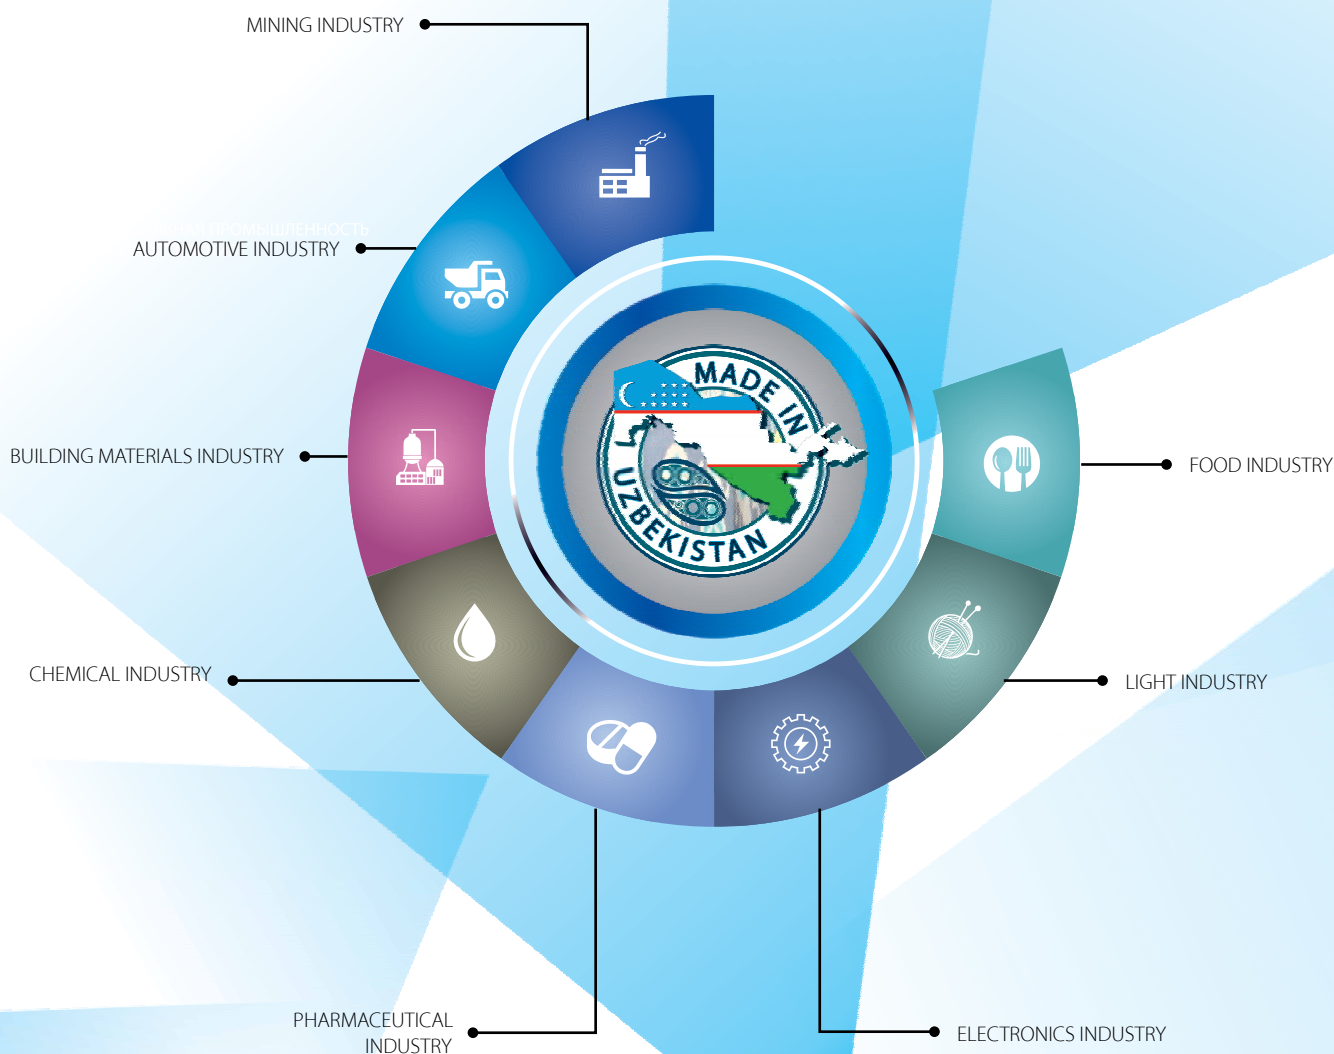 MINING INDUSTRY
ПРОМЫШЛЕННОСТЬ
AUTOMOTIVE INDUSTRY
MADE IN
UZBEKISTAN
BUILDING MATERIALS INDUSTRY
FOOD INDUSTRY
CHEMICAL INDUSTRY
LIGHT INDUSTRY
PHARMACEUTICAL
INDUSTRY
ELECTRONICS INDUSTRY